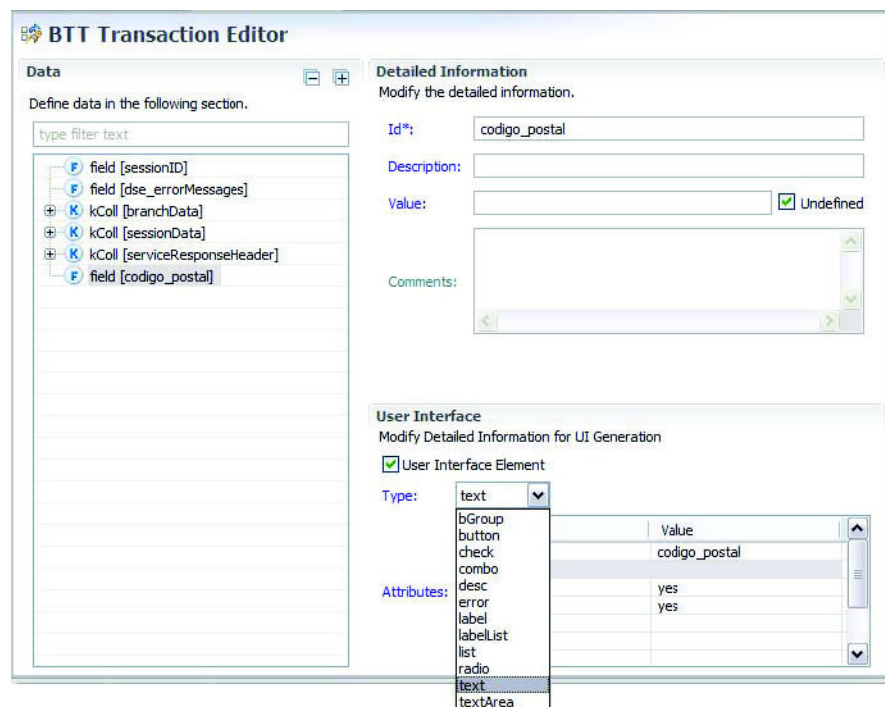 BTT Transaction Editor
Data
Define data in the following section.
type filter text
F field [sessionID]
F field [dse_errorMessages]
K kColl [branchData]
K kColl [sessionData]
K kColl [serviceResponseHeader]
F field [codigo_postal]
Detailed Information
Modify the detailed information.
Id*: codigo_postal
Description:
Value: Undefined
Comments:
User Interface
Modify Detailed Information for UI Generation
User Interface Element
Type: text
Attributes:
bGroup
button
check
combo
desc
error
label
labelList
list
radio
text
textArea
Value
codigo_postal
yes
yes